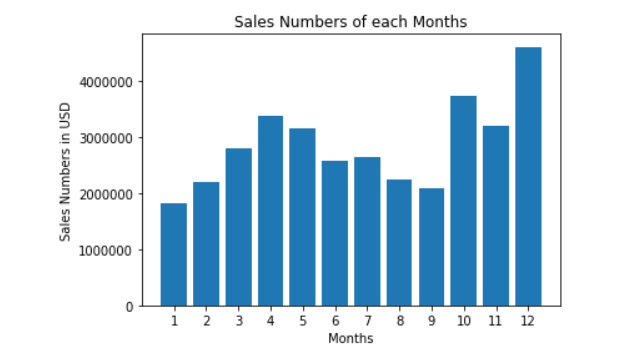 Sales Numbers of each Months
Sales Numbers in USD
4000000
3000000
2000000
1000000
0
1 2 3 4 5 6 7 8 9 10 11 12
Months